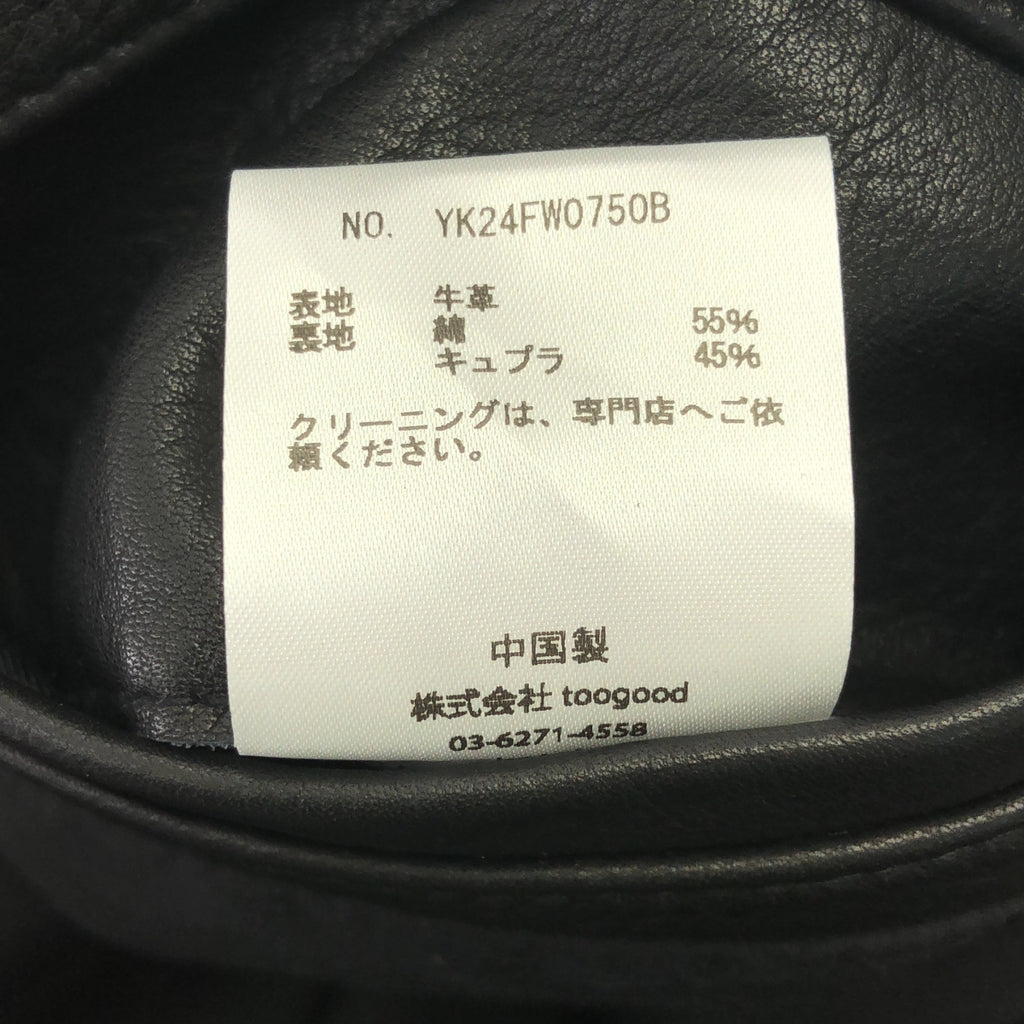 NO. YK24FW0750B
表地 牛革
裏地 綿 55%
キュプラ 45%
クリーニングは、専門店へご依
頼ください。
中国製
株式会社 toogood
03-6271-4558